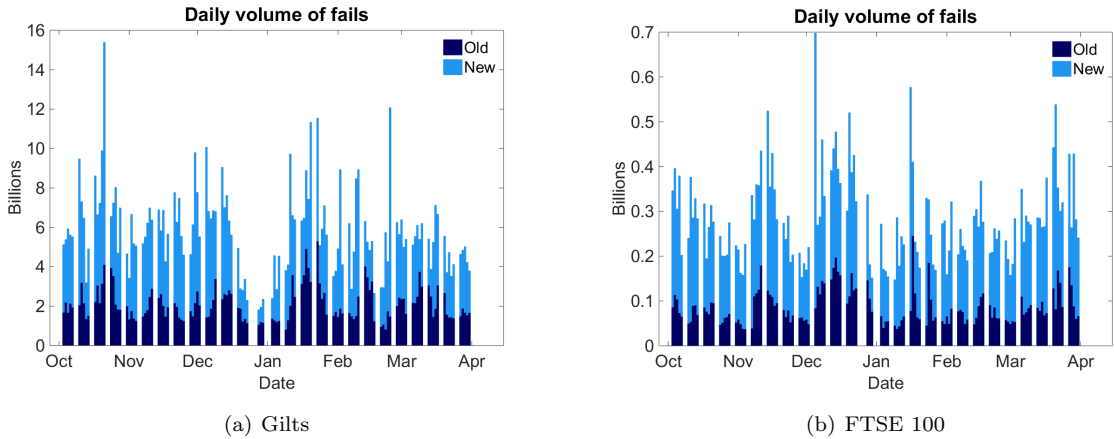 Daily volume of fails
16
14
12
10
8
6
4
2
0
Billions
Old
New
Oct Nov Dec Jan Feb Mar Apr
Date
(a) Gilts
Daily volume of fails
0.7
0.6
0.5
0.4
0.3
0.2
0.1
0
Billions
Old
New
Oct Nov Dec Jan Feb Mar Apr
Date
(b) FTSE 100